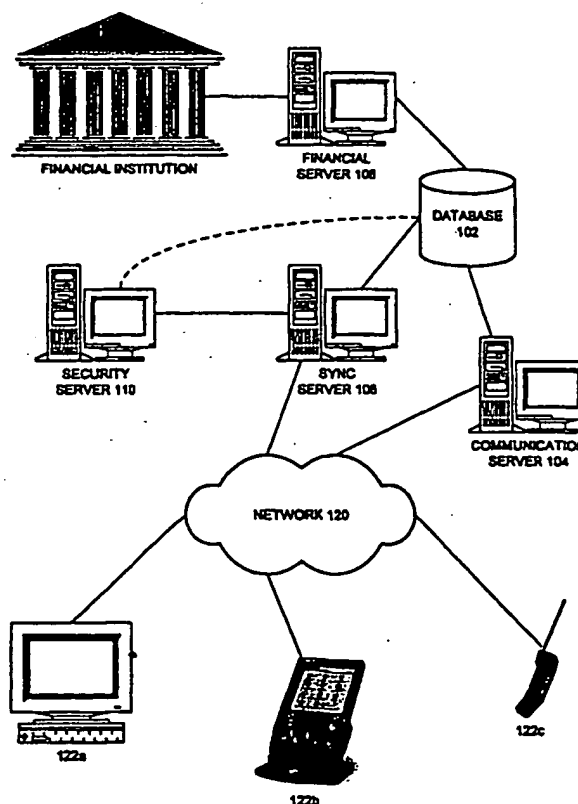 FINANCIAL INSTITUTION
FINANCIAL
SERVER 108
DATABASE
102
SECURITY
SERVER 110
SYNC
SERVER 106
COMMUNICATION
SERVER 104
NETWORK 120
122a
122b
122c